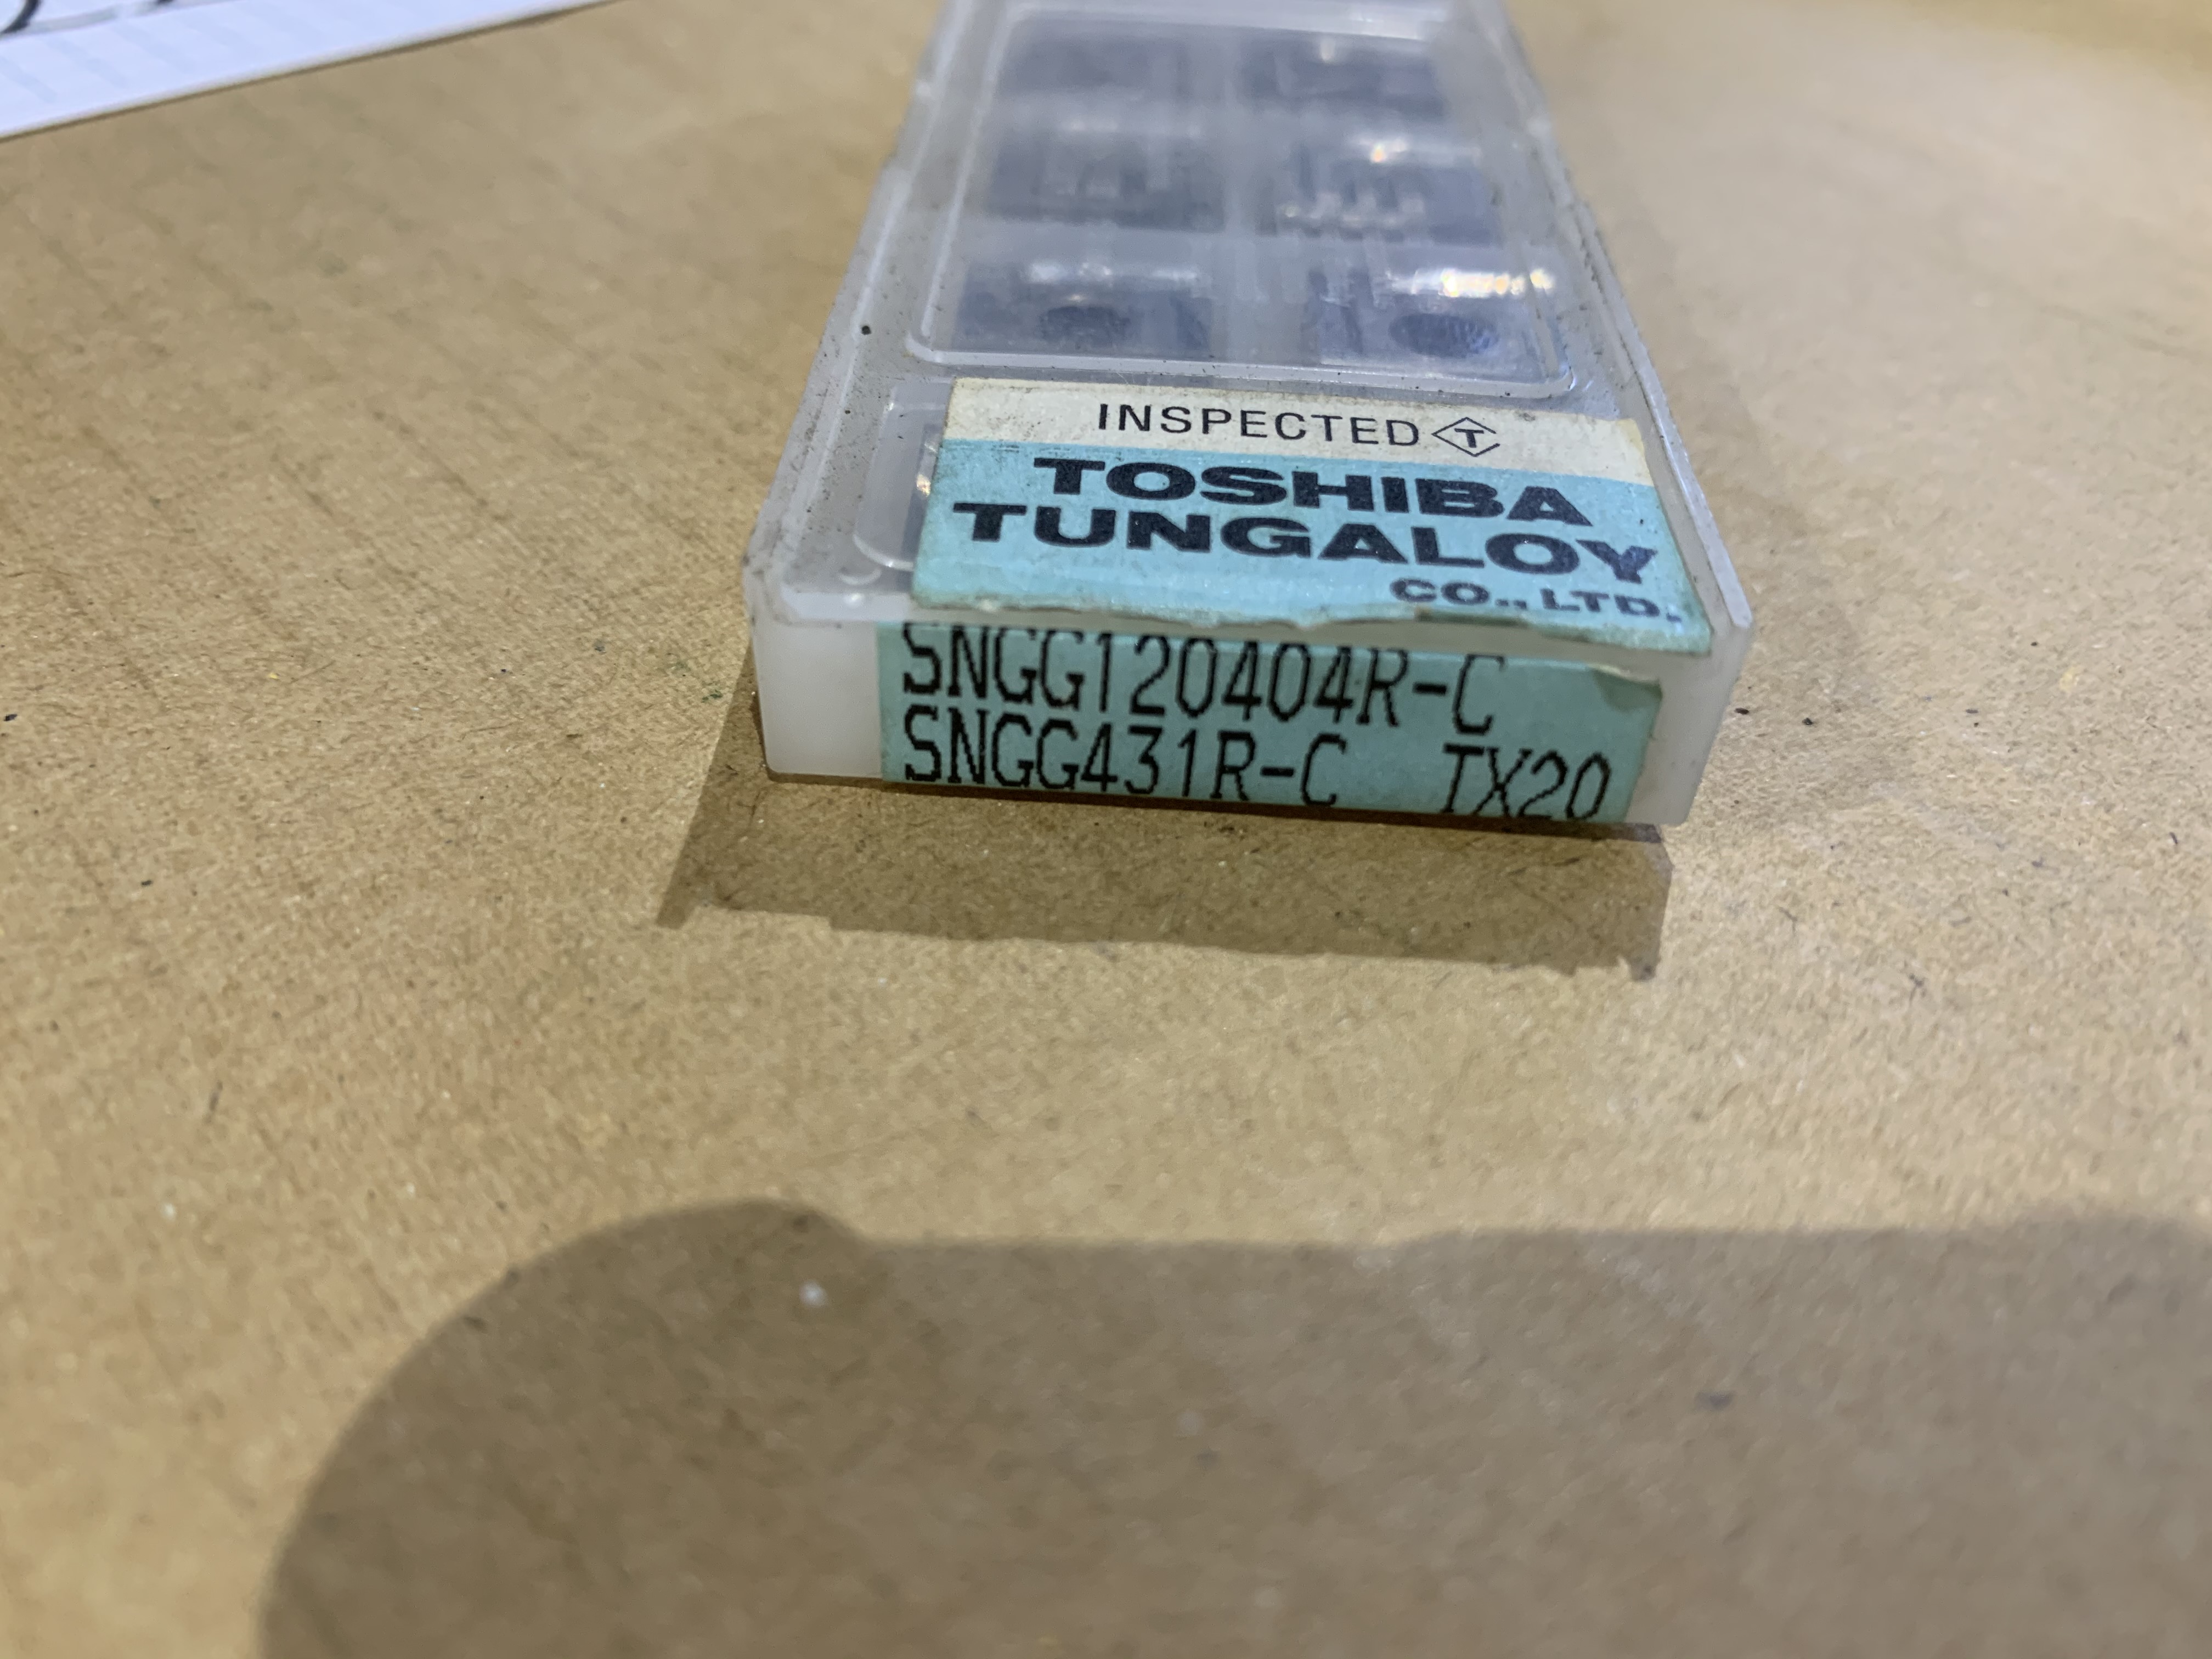 INSPECTED T
TOSHIBA
TUNGALOY
CO., LTD.
SNGG120404R-C
SNGG431R-C TX20